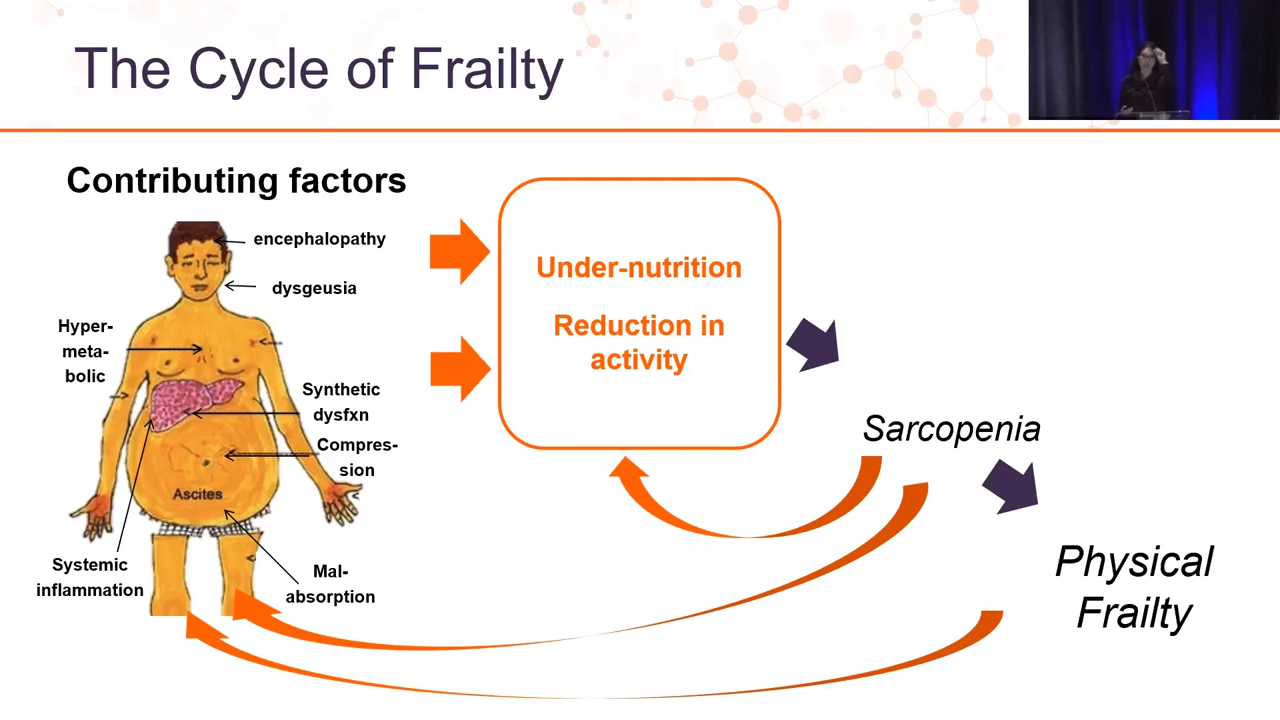 The Cycle of Frailty
Contributing factors
encephalopathy
dysgeusia
Hyper-
meta-
bolic
Synthetic
dysfxn
Compres-
sion
Ascites
Systemic
inflammation
Mal-
absorption
Under-nutrition
Reduction in
activity
Sarcopenia
Physical
Frailty